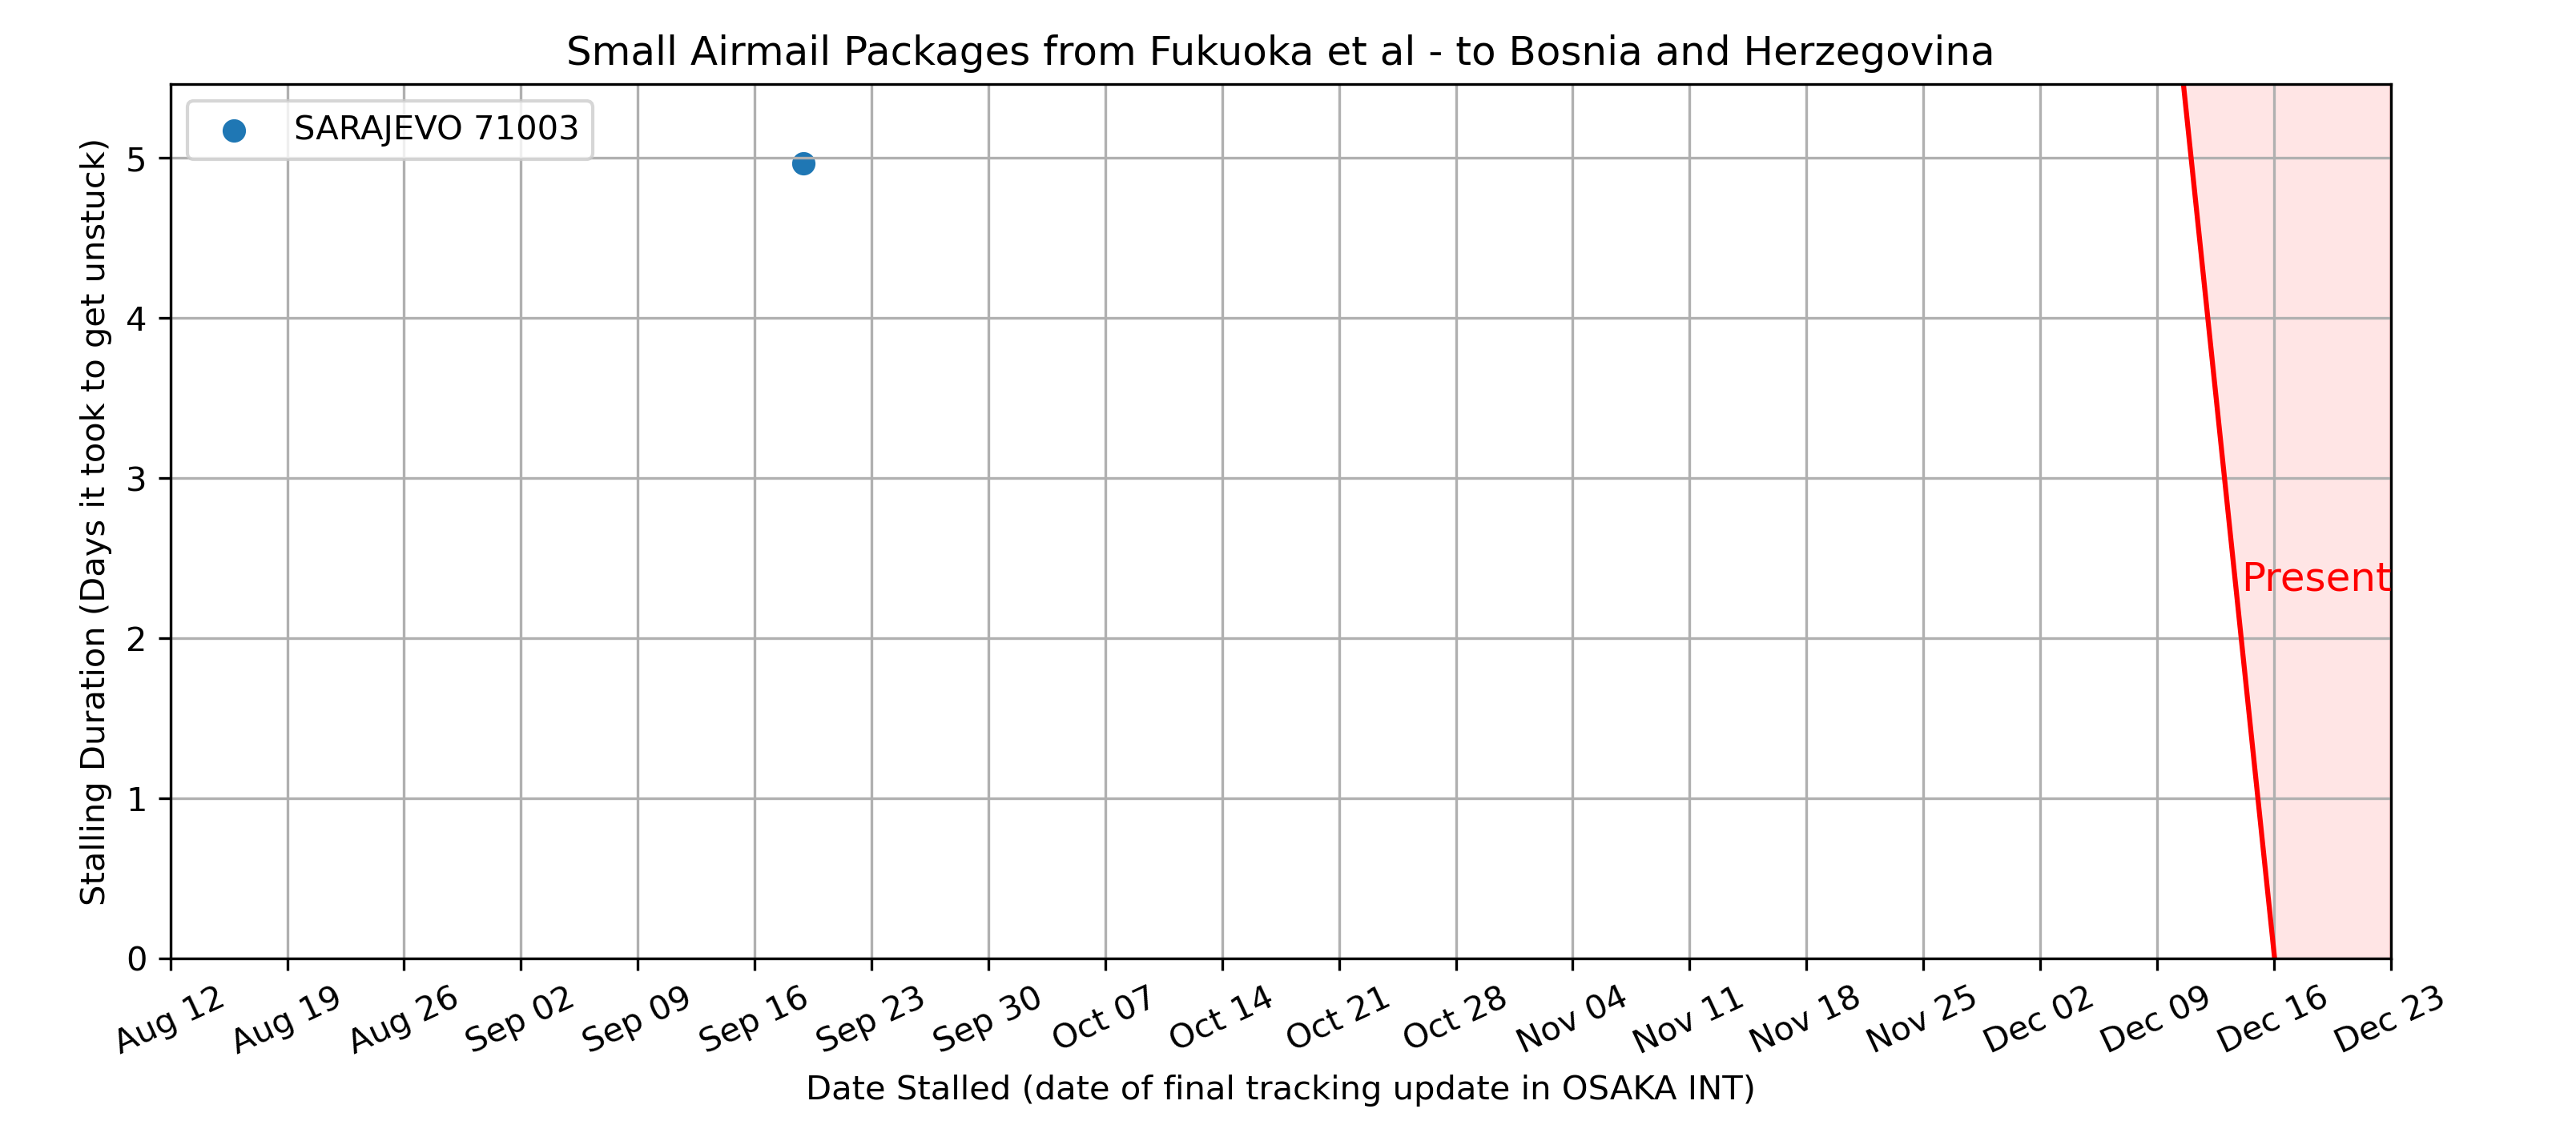 Small Airmail Packages from Fukuoka et al - to Bosnia and Herzegovina
SARAJEVO 71003
Stalling Duration (Days it took to get unstuck)
5
4
3
2
1
0
Present
Aug 12
Aug 19
Aug 26
Sep 02
Sep 09
Sep 16
Sep 23
Sep 30
Oct 07
Oct 14
Oct 21
Oct 28
Nov 04
Nov 11
Nov 18
Nov 25
Dec 02
Dec 09
Dec 16
Dec 23
Date Stalled (date of final tracking update in OSAKA INT)